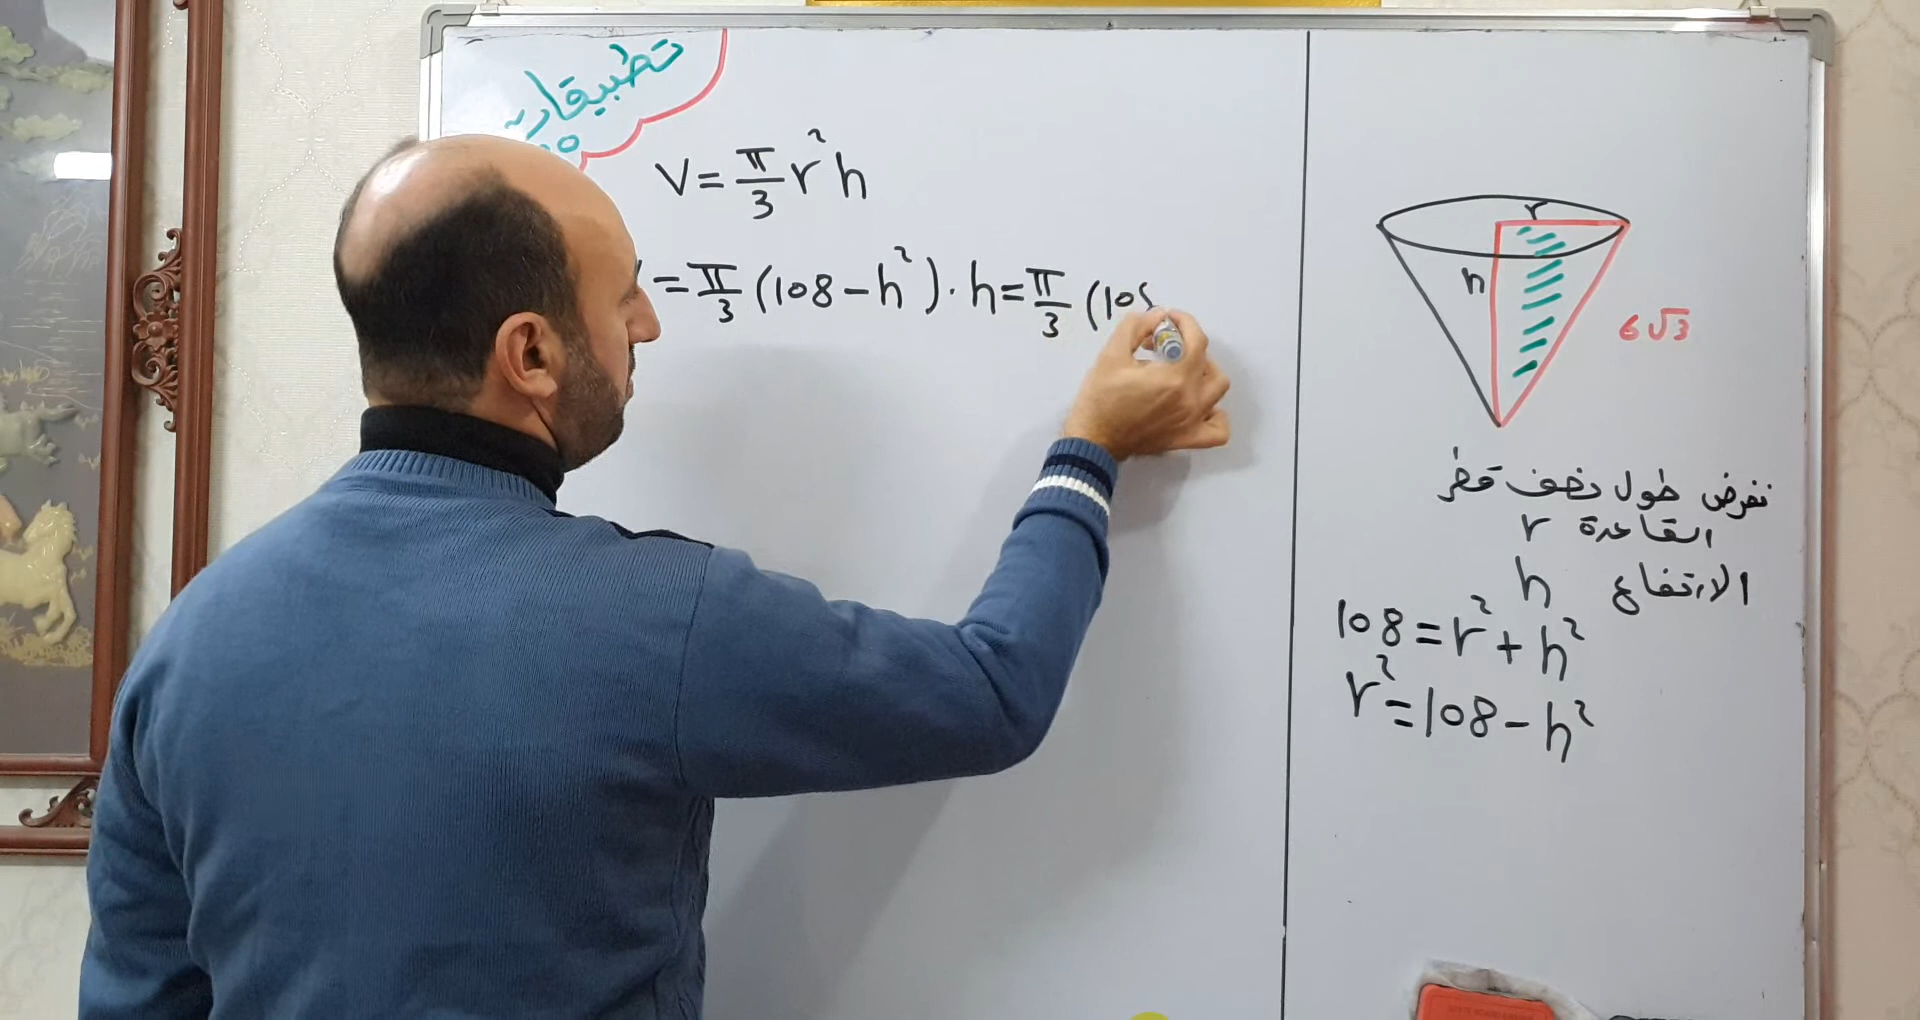 تطبيقات
V = π/3 r² h
= π/3 (108 - h²) · h = π/3 (108
r
h
6√3
نفرض طول نصف قطر
القاعدة r
الارتفاع h
108 = r² + h²
r² = 108 - h²